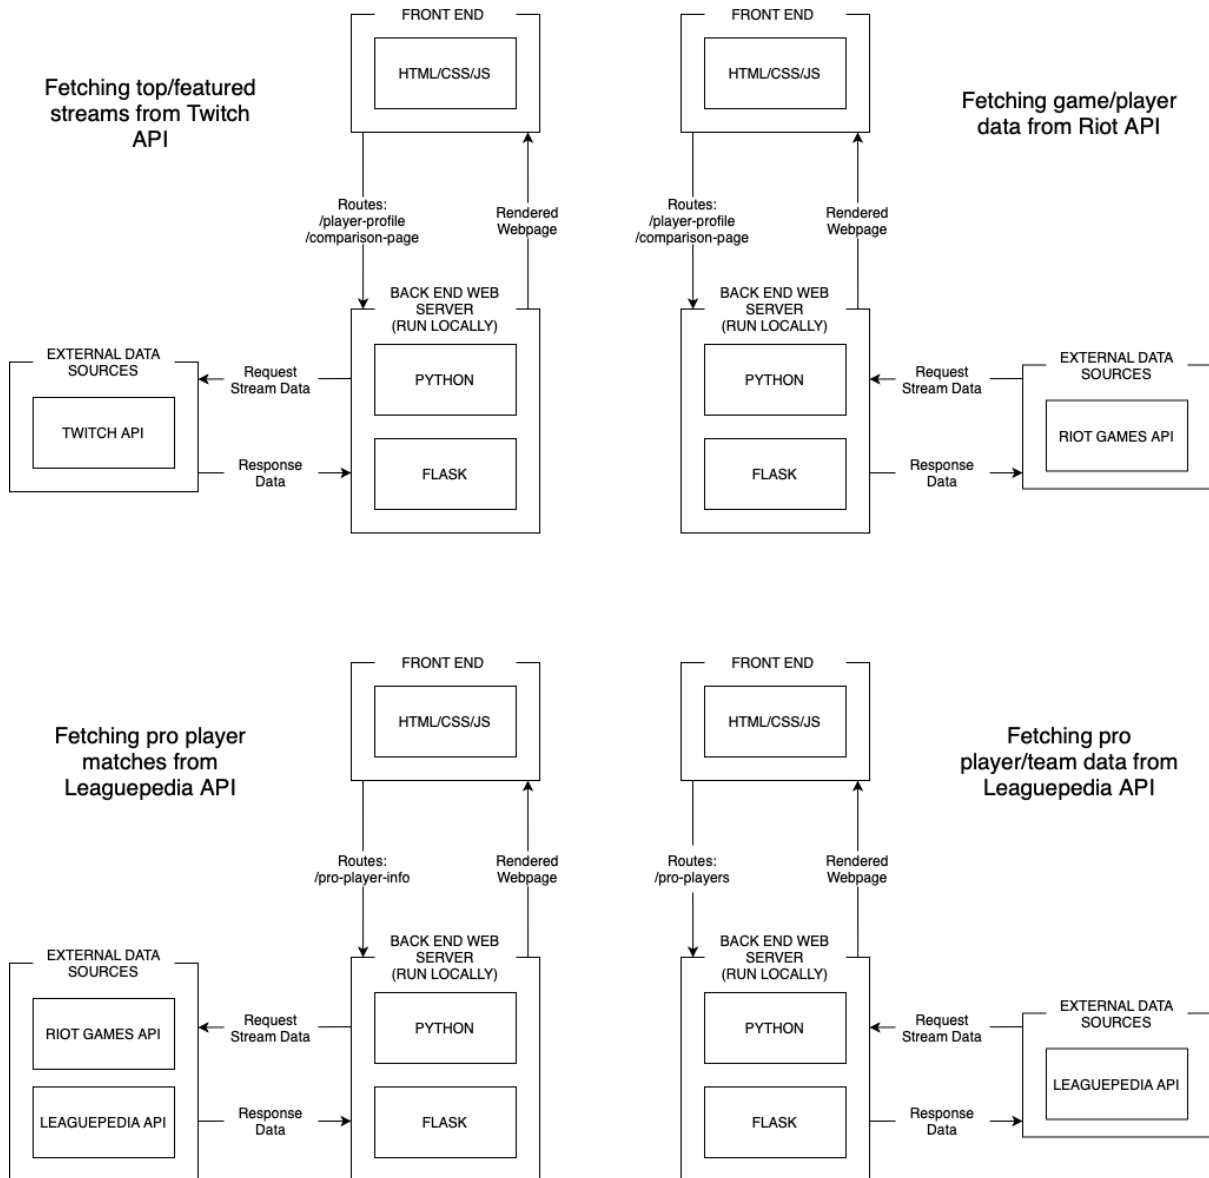 Fetching top/featured
streams from Twitch
API
FRONT END
HTML/CSS/JS
Routes:
/player-profile
/comparison-page
Rendered
Webpage
BACK END WEB
SERVER
(RUN LOCALLY)
PYTHON
FLASK
EXTERNAL DATA
SOURCES
TWITCH API
Request
Stream Data
Response
Data
FRONT END
HTML/CSS/JS
Fetching game/player
data from Riot API
Routes:
/player-profile
/comparison-page
Rendered
Webpage
BACK END WEB
SERVER
(RUN LOCALLY)
PYTHON
FLASK
Request
Stream Data
Response
Data
EXTERNAL DATA
SOURCES
RIOT GAMES API
Fetching pro player
matches from
Leaguepedia API
FRONT END
HTML/CSS/JS
Routes:
/pro-player-info
Rendered
Webpage
BACK END WEB
SERVER
(RUN LOCALLY)
PYTHON
FLASK
EXTERNAL DATA
SOURCES
RIOT GAMES API
LEAGUEPEDIA API
Request
Stream Data
Response
Data
FRONT END
HTML/CSS/JS
Fetching pro
player/team data from
Leaguepedia API
Routes:
/pro-players
Rendered
Webpage
BACK END WEB
SERVER
(RUN LOCALLY)
PYTHON
FLASK
Request
Stream Data
Response
Data
EXTERNAL DATA
SOURCES
LEAGUEPEDIA API